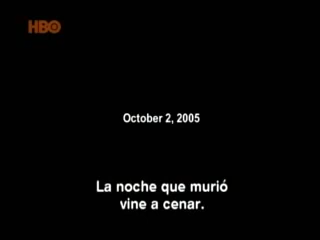 HBO
October 2, 2005
La noche que murió
vine a cenar.